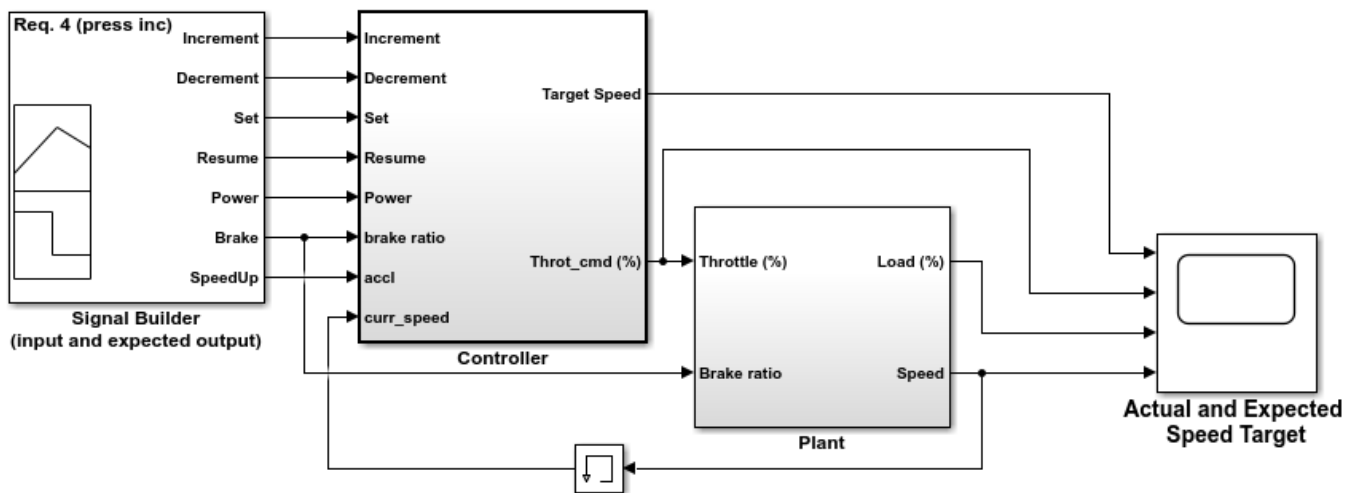 Req. 4 (press inc)
Increment
Decrement
Set
Resume
Power
Brake
SpeedUp
Signal Builder
(input and expected output)
Increment
Decrement
Set
Resume
Power
brake ratio
accl
curr_speed
Target Speed
Throt_cmd (%)
Controller
Throttle (%)
Brake ratio
Load (%)
Speed
Plant
Actual and Expected
Speed Target